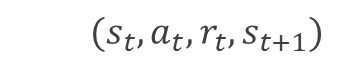 (s_t, a_t, r_t, s_{t+1})